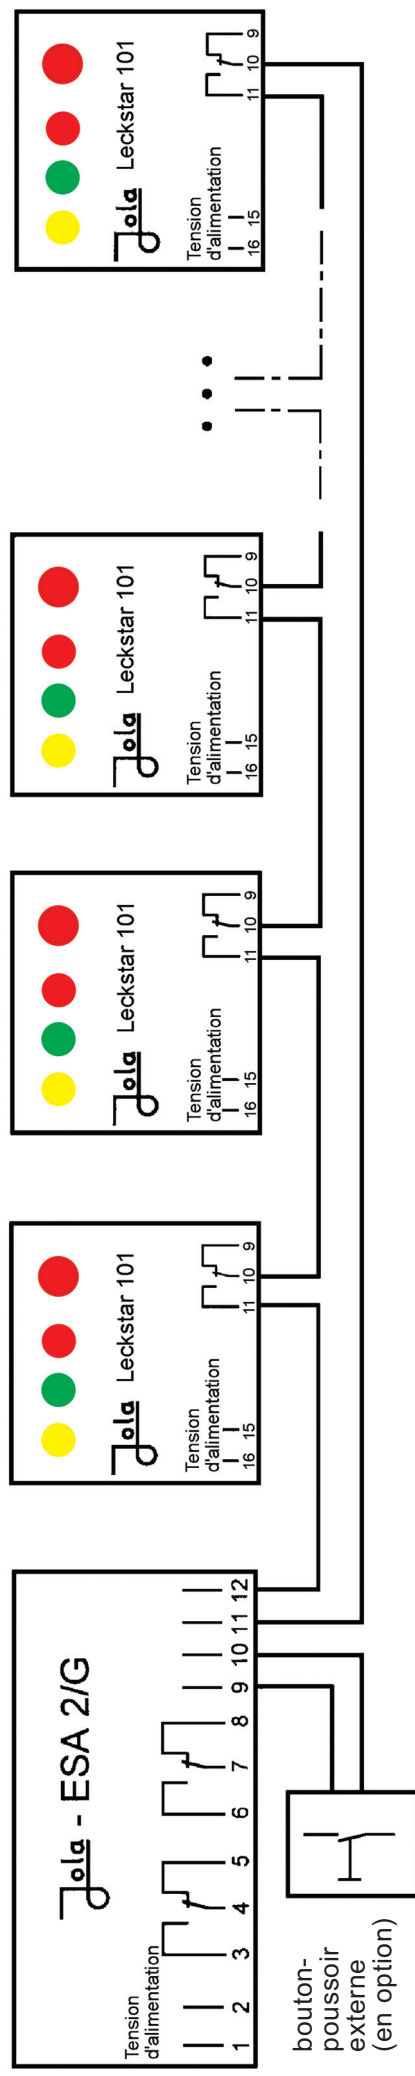 Jola - ESA 2/G
Tension
d'alimentation
1 2 3 4 5 6 7 8 9 10 11 12
bouton-
poussoir
externe
(en option)
Jola Leckstar 101
Tension
d'alimentation
16 15 11 10 9
Jola Leckstar 101
Tension
d'alimentation
16 15 11 10 9
Jola Leckstar 101
Tension
d'alimentation
16 15 11 10 9
Jola Leckstar 101
Tension
d'alimentation
16 15 11 10 9